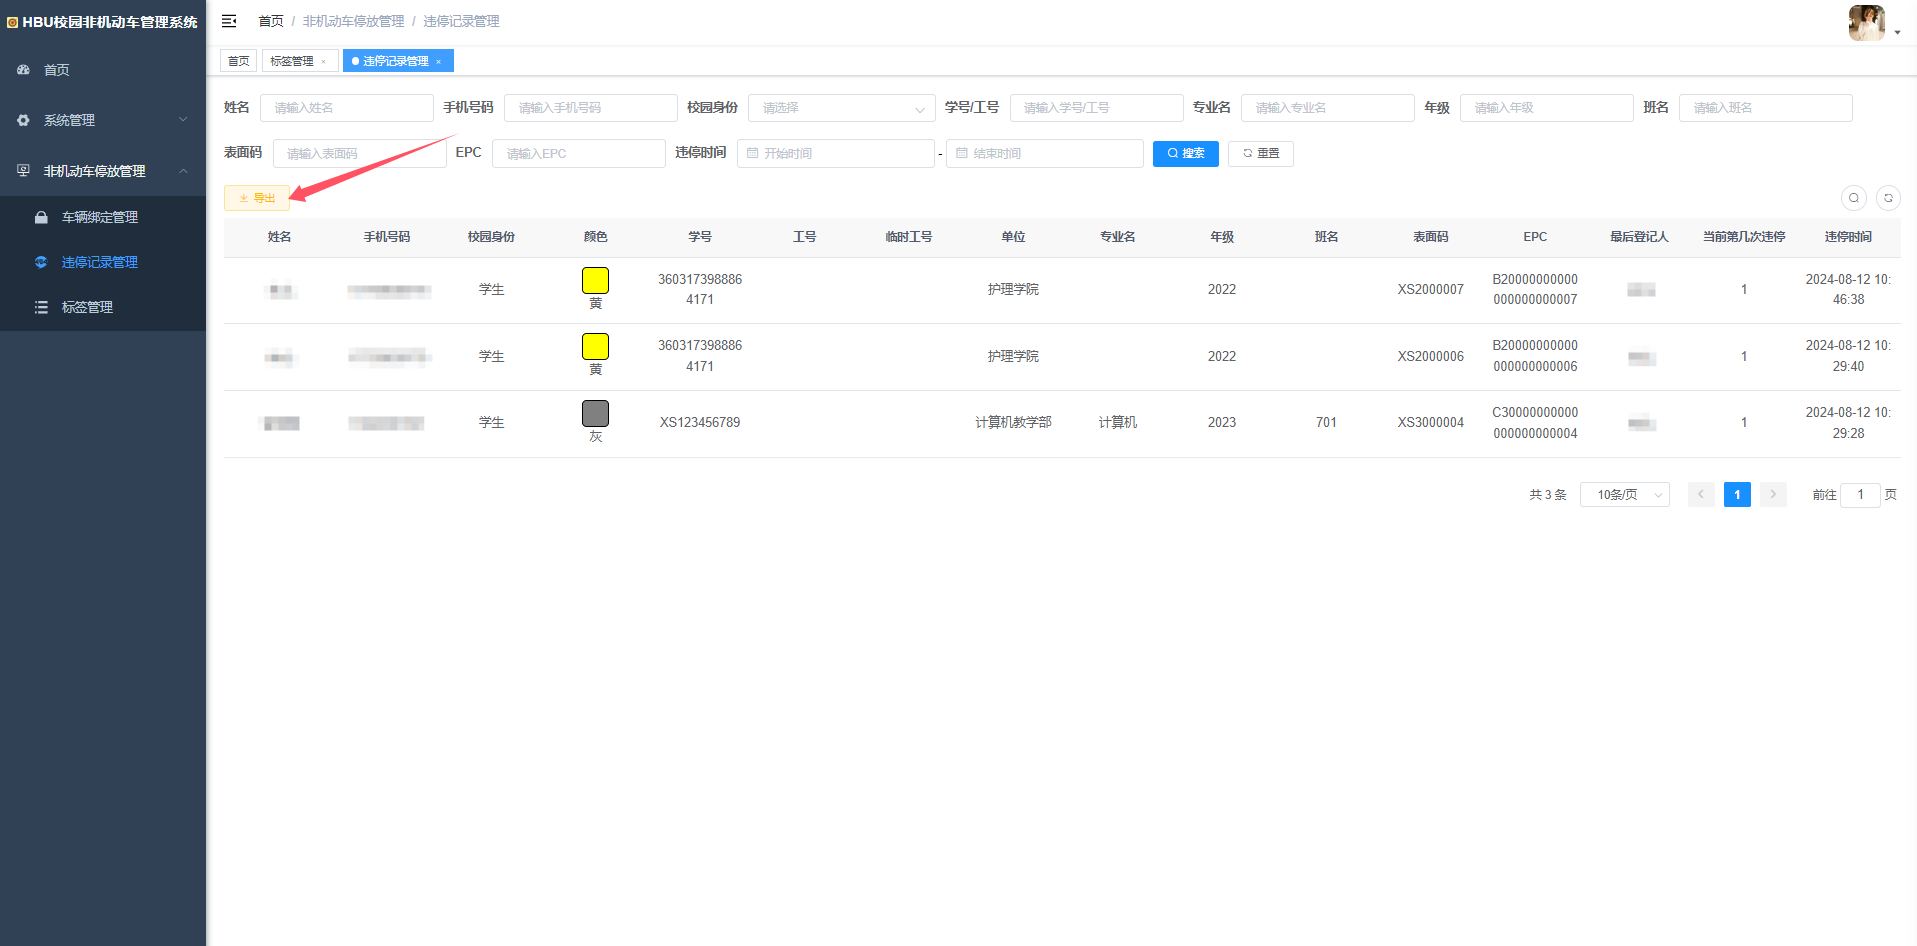 HBU校园非机动车管理系统
首页
系统管理
非机动车停放管理
车辆绑定管理
违停记录管理
标签管理
首页 / 非机动车停放管理 / 违停记录管理
首页 标签管理 × 违停记录管理 ×
姓名 请输入姓名 手机号码 请输入手机号码 校园身份 请选择 学号/工号 请输入学号/工号 专业名 请输入专业名 年级 请输入年级 班名 请输入班名
表面码 请输入表面码 EPC 请输入EPC 违停时间 开始时间 - 结束时间 搜索 重置
导出
姓名 手机号码 校园身份 颜色 学号 工号 临时工号 单位 专业名 年级 班名 表面码 EPC 最后登记人 当前第几次违停 违停时间
学生 黄 360317398886 护理学院 2022 XS2000007 B20000000000 1 2024-08-12 10:
4171 000000000007 46:38
学生 黄 360317398886 护理学院 2022 XS2000006 B20000000000 1 2024-08-12 10:
4171 000000000006 29:40
学生 灰 XS123456789 计算机教学部 计算机 2023 701 XS3000004 C30000000000 1 2024-08-12 10:
000000000004 29:28
共 3 条 10条/页 1 前往 1 页